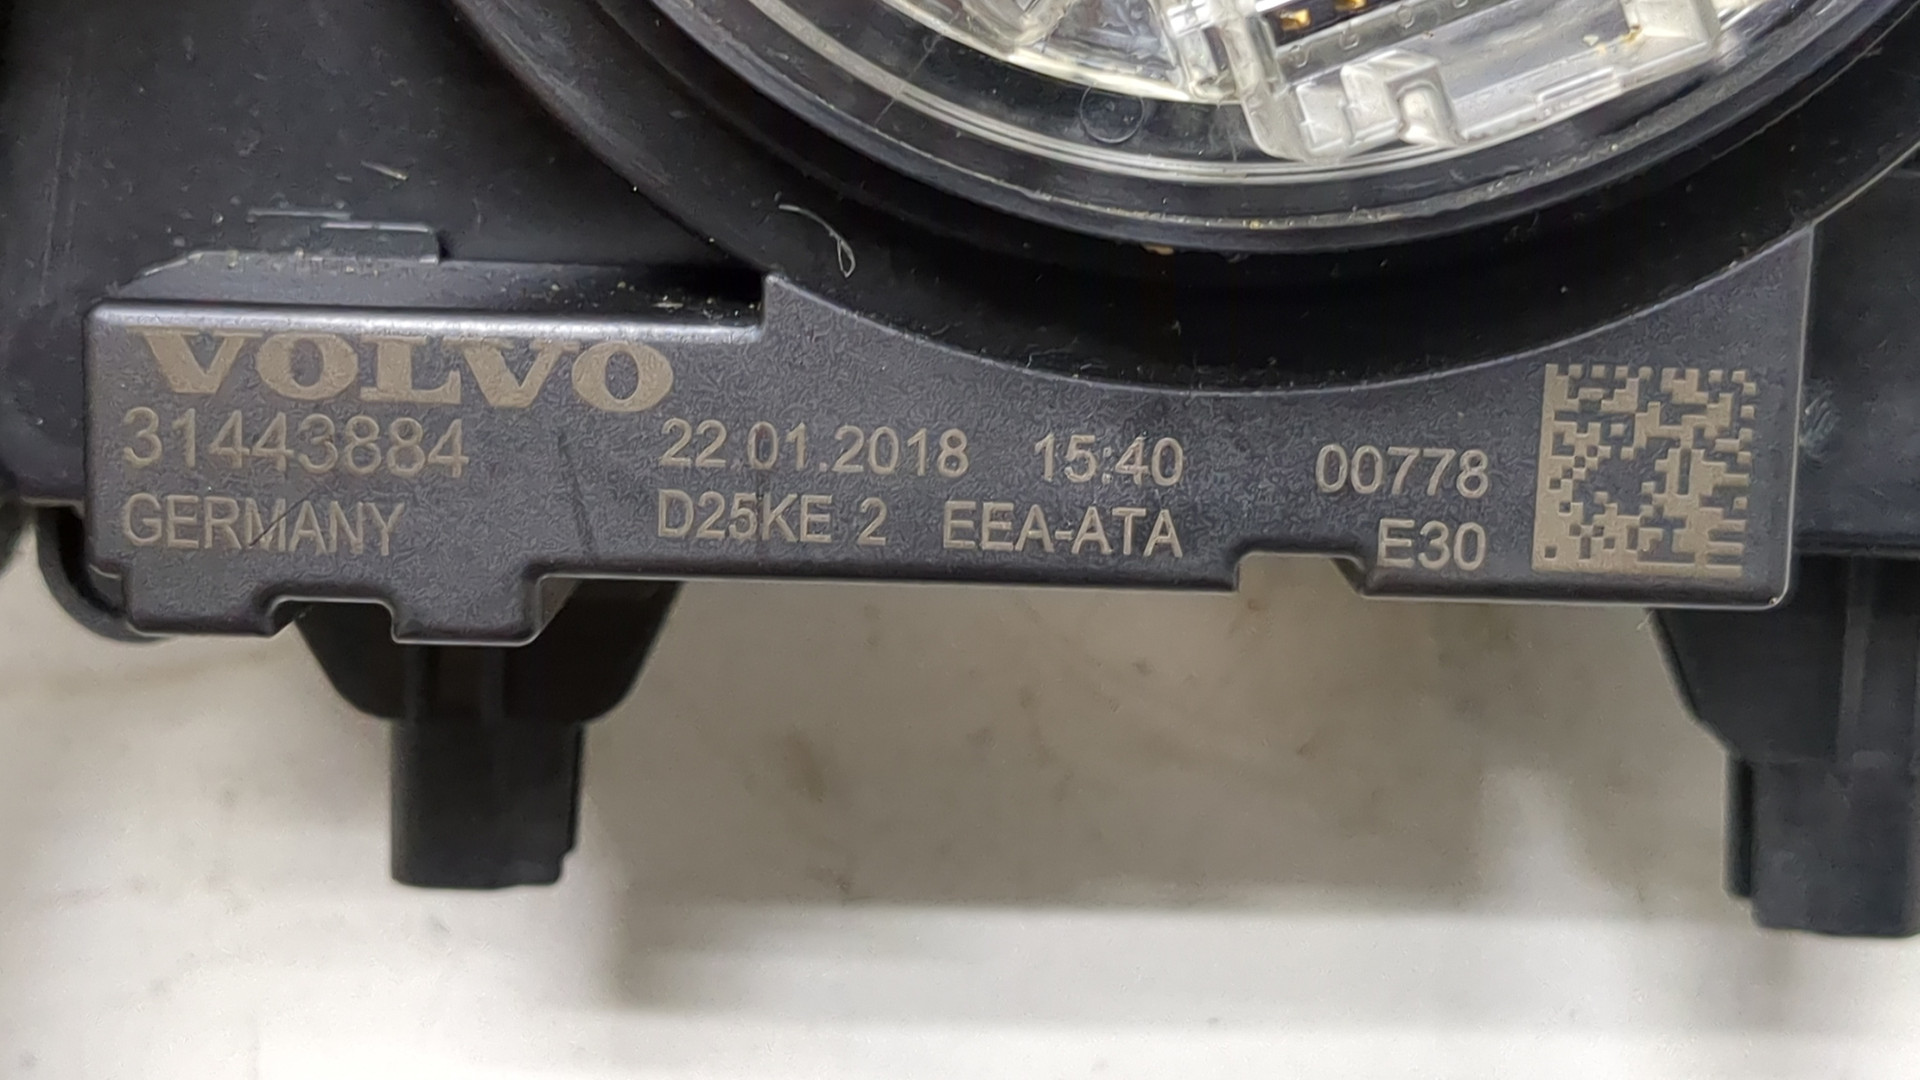 VOLVO
31443884 22.01.2018 15:40 00778
GERMANY D25KE 2 EEA-ATA E30